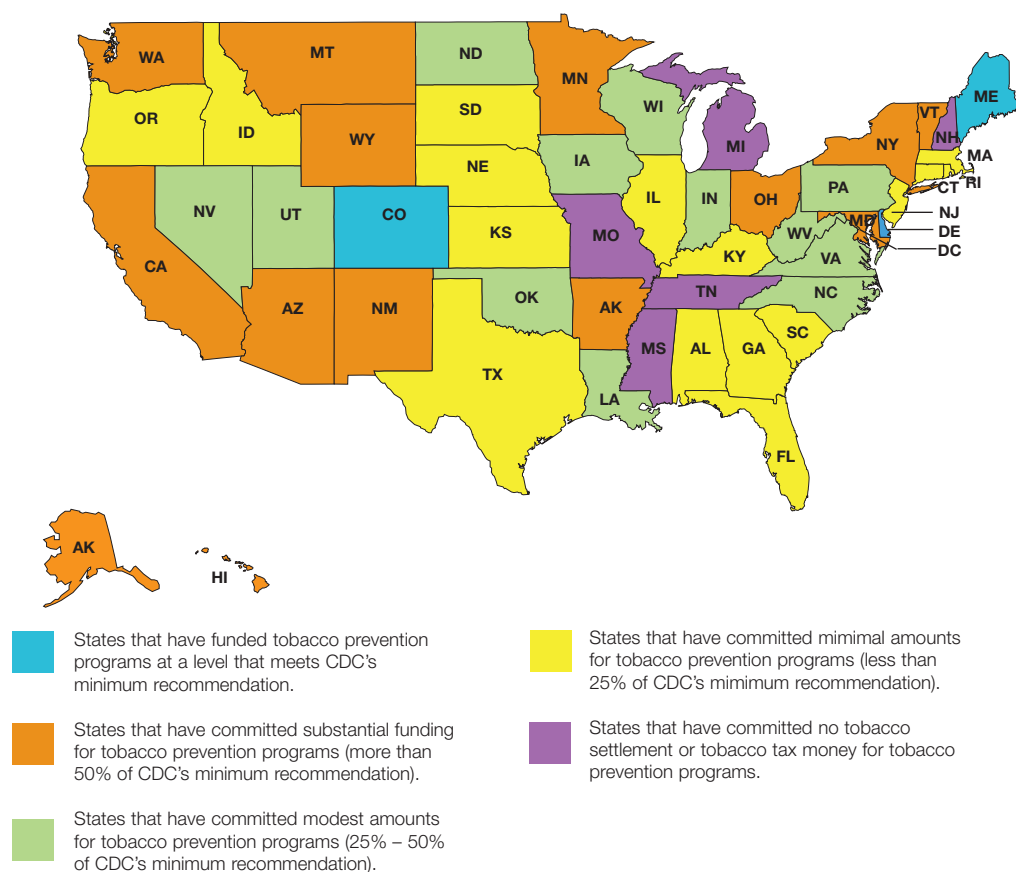 WA
MT
ND
MN
ME
OR
ID
SD
WI
VT
NH
WY
MI
NY
MA
NE
IA
CT
RI
PA
NV
UT
CO
IL
IN
OH
NJ
KS
MO
WV
MD
DE
CA
KY
VA
DC
AZ
NM
OK
AK
TN
NC
MS
AL
GA
SC
TX
LA
FL
AK
HI
States that have funded tobacco prevention
programs at a level that meets CDC's
minimum recommendation.
States that have committed substantial funding
for tobacco prevention programs (more than
50% of CDC's minimum recommendation).
States that have committed modest amounts
for tobacco prevention programs (25% – 50%
of CDC's minimum recommendation).
States that have committed mimimal amounts
for tobacco prevention programs (less than
25% of CDC's mimimum recommendation).
States that have committed no tobacco
settlement or tobacco tax money for tobacco
prevention programs.